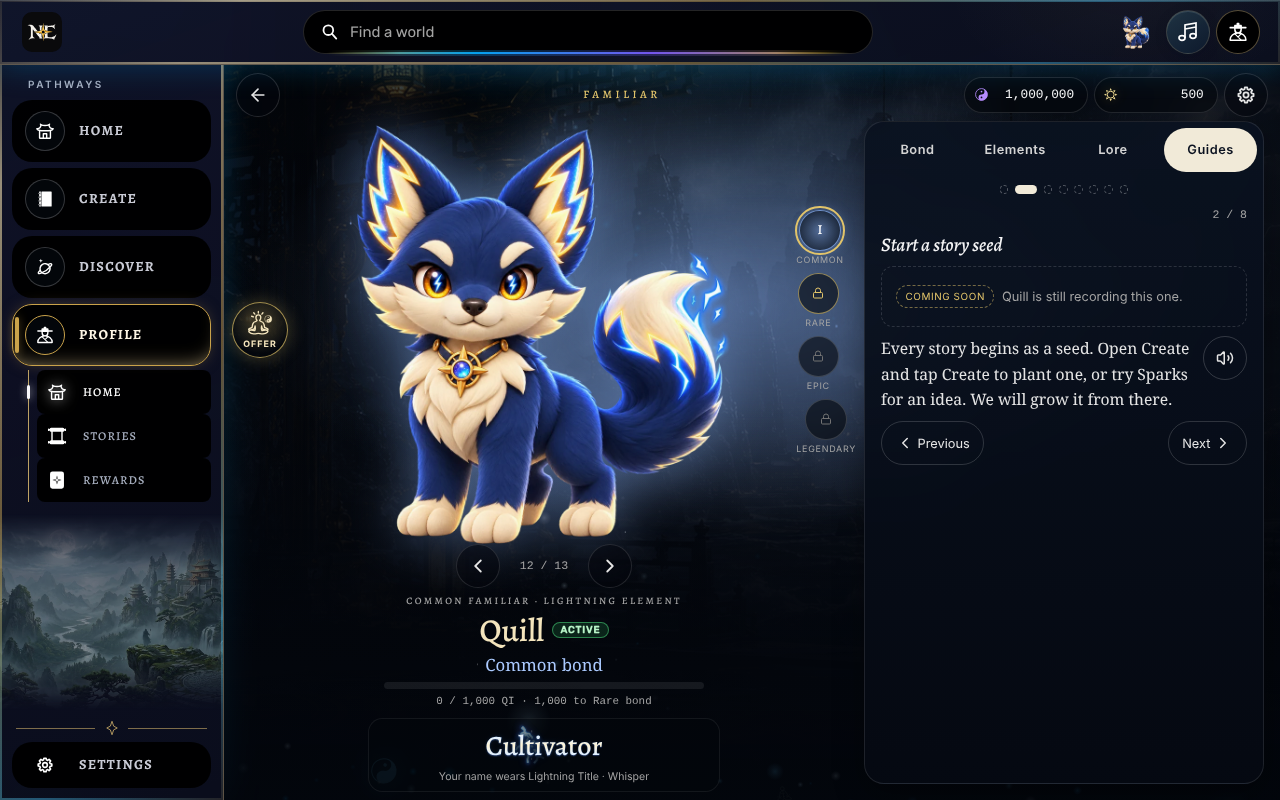 NE
Find a world
PATHWAYS
HOME
CREATE
DISCOVER
PROFILE
HOME
STORIES
REWARDS
SETTINGS
FAMILIAR
1,000,000
500
OFFER
I
COMMON
RARE
EPIC
LEGENDARY
12 / 13
COMMON FAMILIAR · LIGHTNING ELEMENT
Quill ACTIVE
Common bond
0 / 1,000 QI · 1,000 to Rare bond
Cultivator
Your name wears Lightning Title · Whisper
Bond Elements Lore Guides
2 / 8
Start a story seed
COMING SOON Quill is still recording this one.
Every story begins as a seed. Open Create
and tap Create to plant one, or try Sparks
for an idea. We will grow it from there.
Previous Next